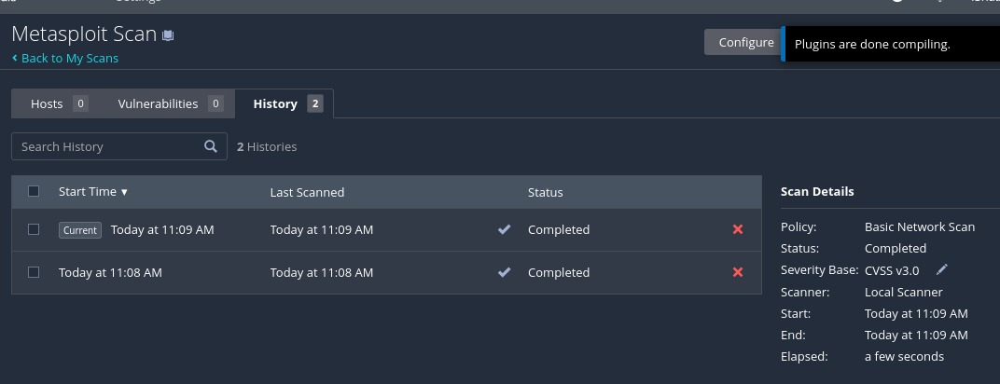 Settings
Metasploit Scan
Back to My Scans
Configure
Plugins are done compiling.
Hosts 0 Vulnerabilities 0 History 2
Search History
2 Histories
Start Time ▼ Last Scanned Status
Current Today at 11:09 AM Today at 11:09 AM Completed
Today at 11:08 AM Today at 11:08 AM Completed
Scan Details
Policy: Basic Network Scan
Status: Completed
Severity Base: CVSS v3.0
Scanner: Local Scanner
Start: Today at 11:09 AM
End: Today at 11:09 AM
Elapsed: a few seconds